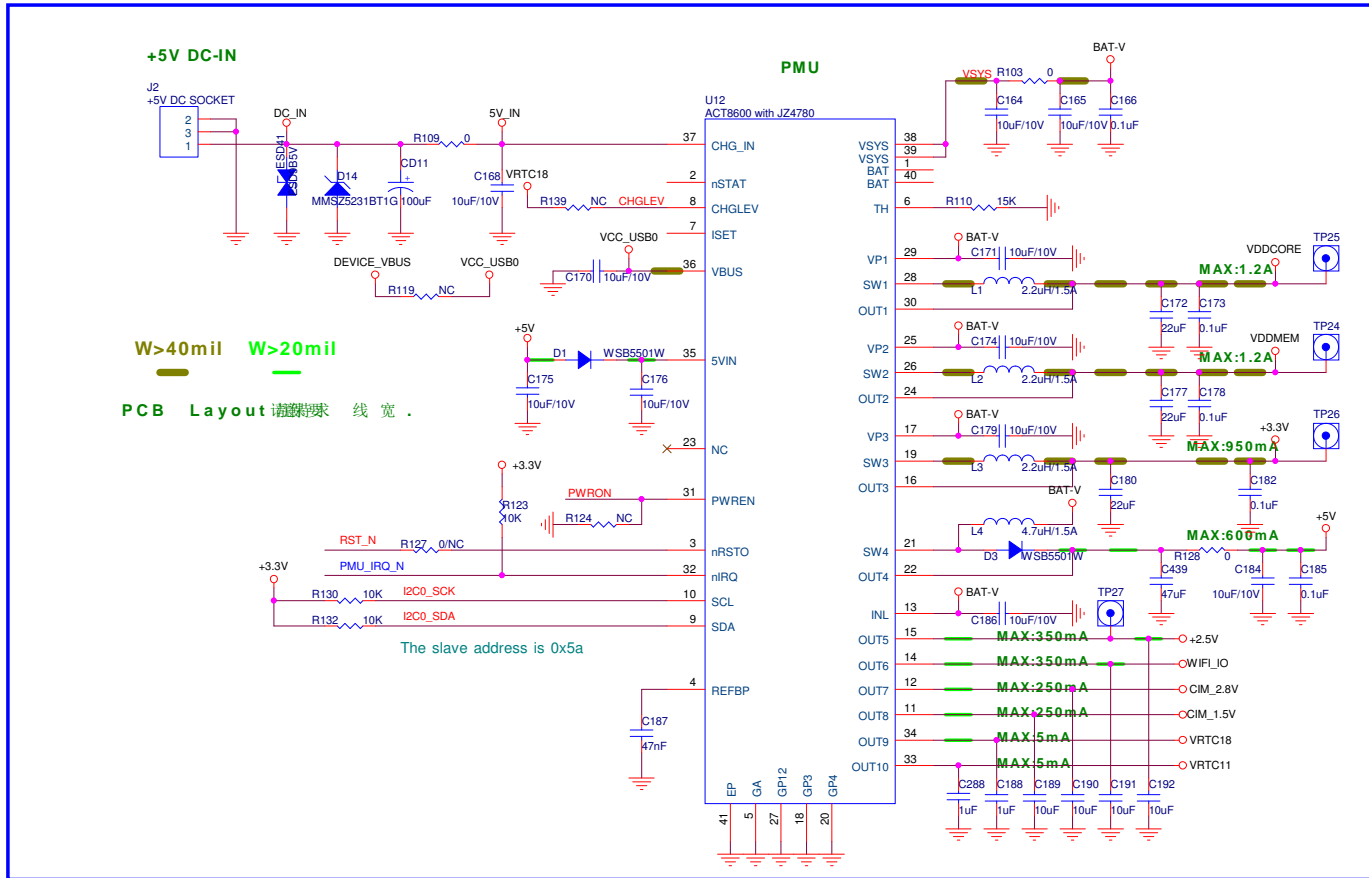 +5V DC-IN
PMU
J2
+5V DC SOCKET
2
3
1
DC_IN
ESD41
D14
MMSZ5231BT1G
CD11
+
100uF
R109
0
5V_IN
C168
10uF/10V
VRTC18
R139
NC
CHGLEV
VCC_USB0
C170
10uF/10V
DEVICE_VBUS
VCC_USB0
R119
NC
W>40mil
W>20mil
PCB Layout
线 宽 .
+5V
D1
WSB5501W
C175
10uF/10V
C176
10uF/10V
+3.3V
R123
10K
PWRON
R124
NC
RST_N
R127
0/NC
PMU_IRQ_N
+3.3V
R130
10K
I2C0_SCK
R132
10K
I2C0_SDA
The slave address is 0x5a
C187
47nF
U12
ACT8600 with JZ4780
37
CHG_IN
2
nSTAT
8
CHGLEV
7
ISET
36
VBUS
35
5VIN
23
NC
31
PWREN
3
nRSTO
32
nIRQ
10
SCL
9
SDA
4
REFBP
EP
GA
GP12
GP3
GP4
41
5
27
18
20
VSYS
38
VSYS
39
BAT
1
BAT
40
TH
6
VP1
29
SW1
28
OUT1
30
VP2
25
SW2
26
OUT2
24
VP3
17
SW3
19
OUT3
16
SW4
21
OUT4
22
INL
13
OUT5
15
OUT6
14
OUT7
12
OUT8
11
OUT9
34
OUT10
33
VSYS
R103
0
BAT-V
C164
10uF/10V
C165
10uF/10V
C166
0.1uF
R110
15K
BAT-V
C171
10uF/10V
L1
2.2uH/1.5A
MAX:1.2A
VDDCORE
TP25
C172
22uF
C173
0.1uF
BAT-V
C174
10uF/10V
L2
2.2uH/1.5A
MAX:1.2A
VDDMEM
TP24
C177
22uF
C178
0.1uF
BAT-V
C179
10uF/10V
L3
2.2uH/1.5A
MAX:950mA
+3.3V
TP26
C180
22uF
C182
0.1uF
BAT-V
L4
4.7uH/1.5A
D3
WSB5501W
MAX:600mA
+5V
R128
0
C439
47uF
C184
10uF/10V
C185
0.1uF
BAT-V
C186
10uF/10V
TP27
MAX:350mA
+2.5V
MAX:350mA
WIFI_IO
MAX:250mA
CIM_2.8V
MAX:250mA
CIM_1.5V
MAX:5mA
VRTC18
MAX:5mA
VRTC11
C288
1uF
C188
1uF
C189
10uF
C190
10uF
C191
10uF
C192
10uF